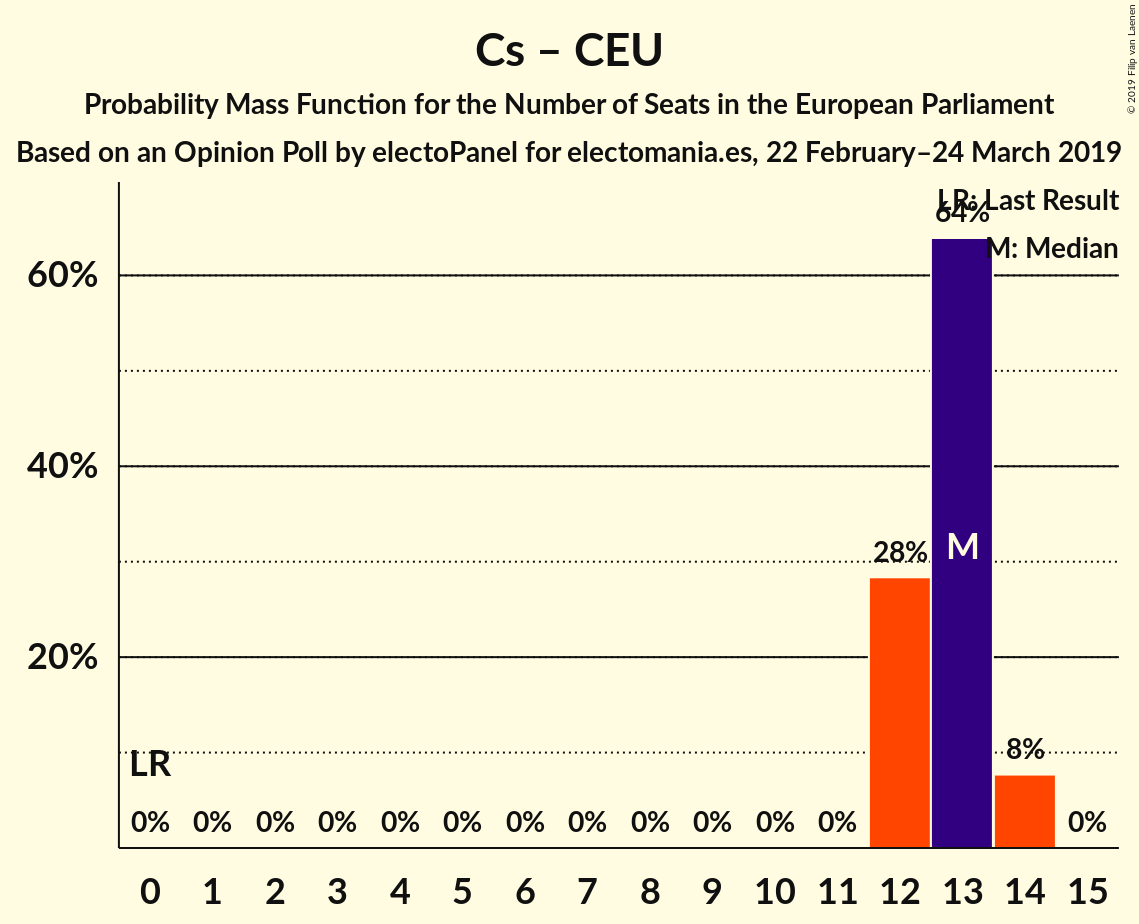 Cs – CEU
Probability Mass Function for the Number of Seats in the European Parliament
Based on an Opinion Poll by electoPanel for electomania.es, 22 February–24 March 2019
© 2019 Filip van Laenen
LR: Last Result
M: Median
60%
40%
20%
64%
28%
M
8%
LR
0% 0% 0% 0% 0% 0% 0% 0% 0% 0% 0% 0% 0%
0 1 2 3 4 5 6 7 8 9 10 11 12 13 14 15